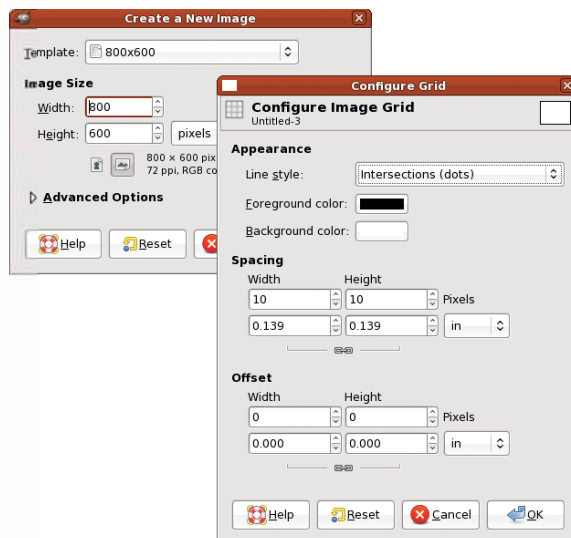 Create a New Image
Template: 800x600
Image Size
Width: 800
Height: 600 pixels
800 × 600 pix
72 ppi, RGB co
Advanced Options
Help Reset
Configure Grid
Configure Image Grid
Untitled-3
Appearance
Line style: Intersections (dots)
Foreground color:
Background color:
Spacing
Width Height
10 10 Pixels
0.139 0.139 in
Offset
Width Height
0 0 Pixels
0.000 0.000 in
Help Reset Cancel OK